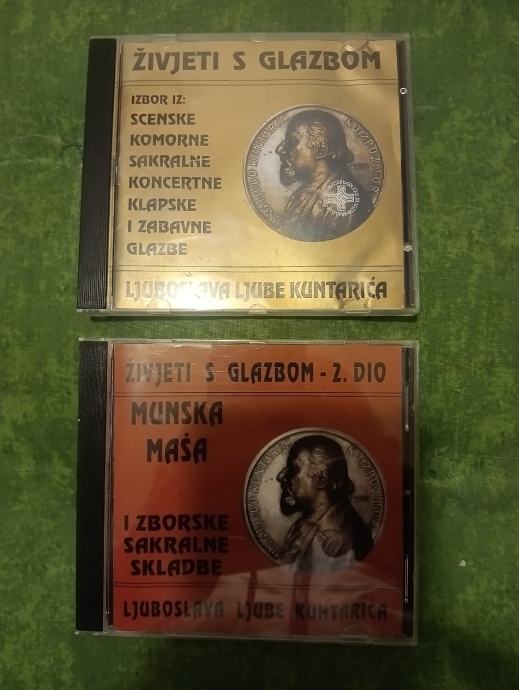 ŽIVJETI S GLAZBOM
IZBOR IZ:
SCENSKE
KOMORNE
SAKRALNE
KONCERTNE
KLAPSKE
I ZABAVNE
GLAZBE
LJUBOSLAVA LJUBE KUNTARIĆA
ŽIVJETI S GLAZBOM - 2. DIO
MUNSKA
MAŠA
I ZBORSKE
SAKRALNE
SKLADBE
LJUBOSLAVA LJUBE KUNTARIĆA